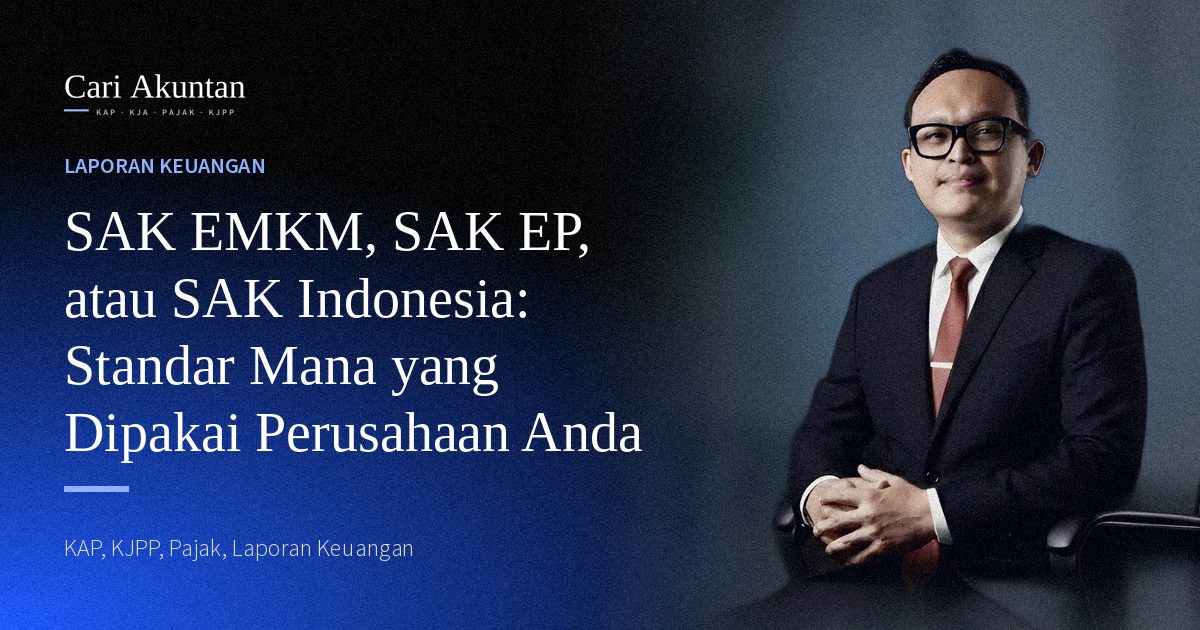 Cari Akuntan
KAP · KJA · PAJAK · KJPP
LAPORAN KEUANGAN
SAK EMKM, SAK EP,
atau SAK Indonesia:
Standar Mana yang
Dipakai Perusahaan Anda
KAP, KJPP, Pajak, Laporan Keuangan